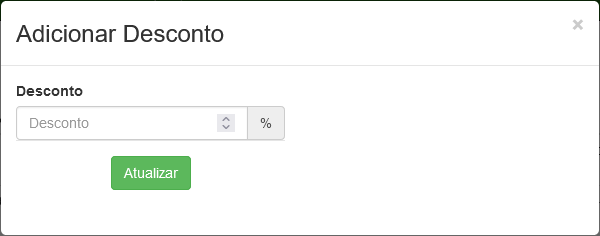 Adicionar Desconto
×
Desconto
Desconto %
Atualizar